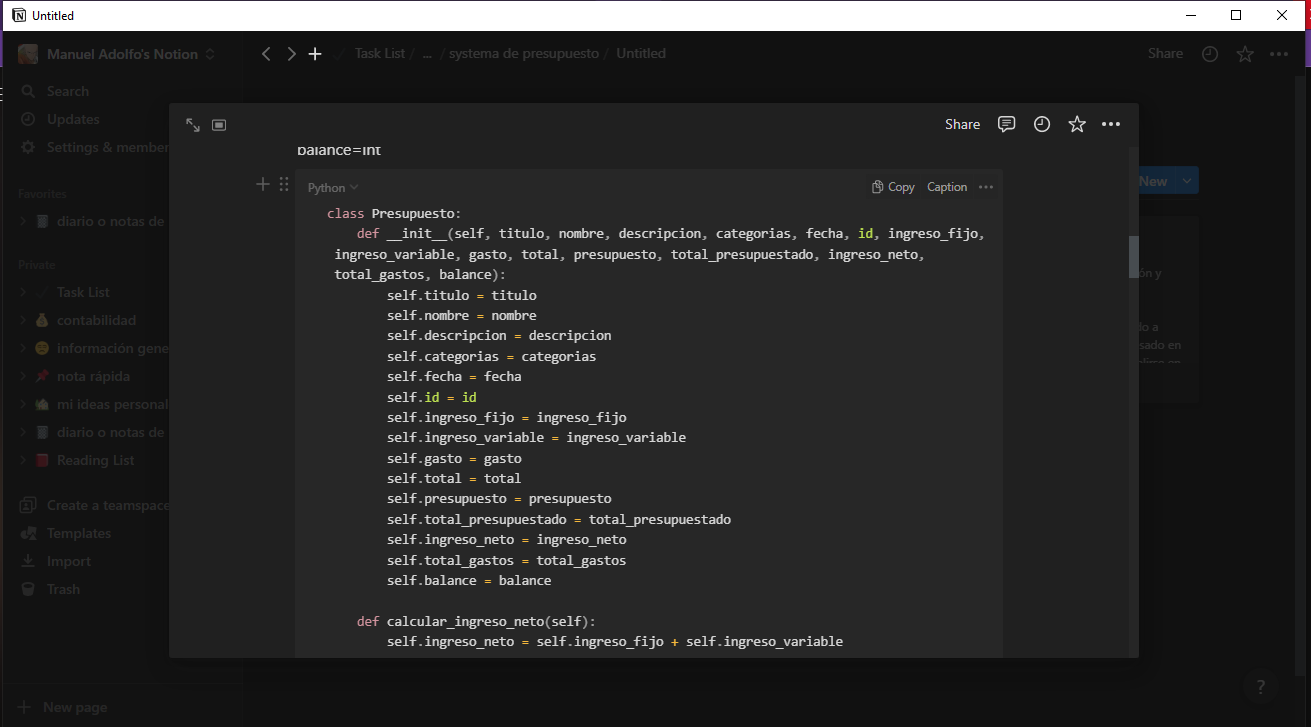 Untitled
Manuel Adolfo's Notion
Task List / ... / systema de presupuesto / Untitled
Share
Search
Updates
Settings & member
Favorites
diario o notas de
Private
Task List
contabilidad
información gene
nota rápida
mi ideas personal
diario o notas de
Reading List
Create a teamspace
Templates
Import
Trash
New page
New
ón y
do a
sado en
Share
balance=int
Python
Copy Caption
class Presupuesto:
def __init__(self, titulo, nombre, descripcion, categorias, fecha, id, ingreso_fijo,
ingreso_variable, gasto, total, presupuesto, total_presupuestado, ingreso_neto,
total_gastos, balance):
self.titulo = titulo
self.nombre = nombre
self.descripcion = descripcion
self.categorias = categorias
self.fecha = fecha
self.id = id
self.ingreso_fijo = ingreso_fijo
self.ingreso_variable = ingreso_variable
self.gasto = gasto
self.total = total
self.presupuesto = presupuesto
self.total_presupuestado = total_presupuestado
self.ingreso_neto = ingreso_neto
self.total_gastos = total_gastos
self.balance = balance
def calcular_ingreso_neto(self):
self.ingreso_neto = self.ingreso_fijo + self.ingreso_variable
?